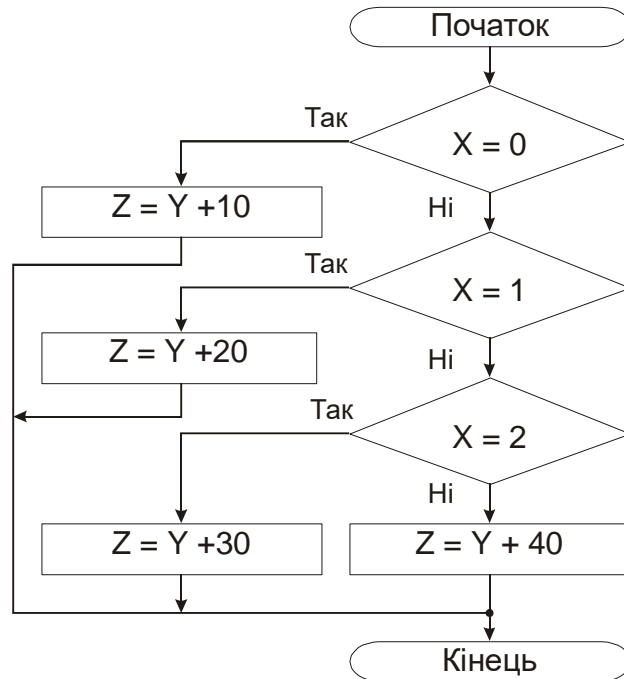 Початок
Так
X = 0
Z = Y +10
Ні
Так
X = 1
Z = Y +20
Ні
Так
X = 2
Ні
Z = Y +30
Z = Y + 40
Кінець